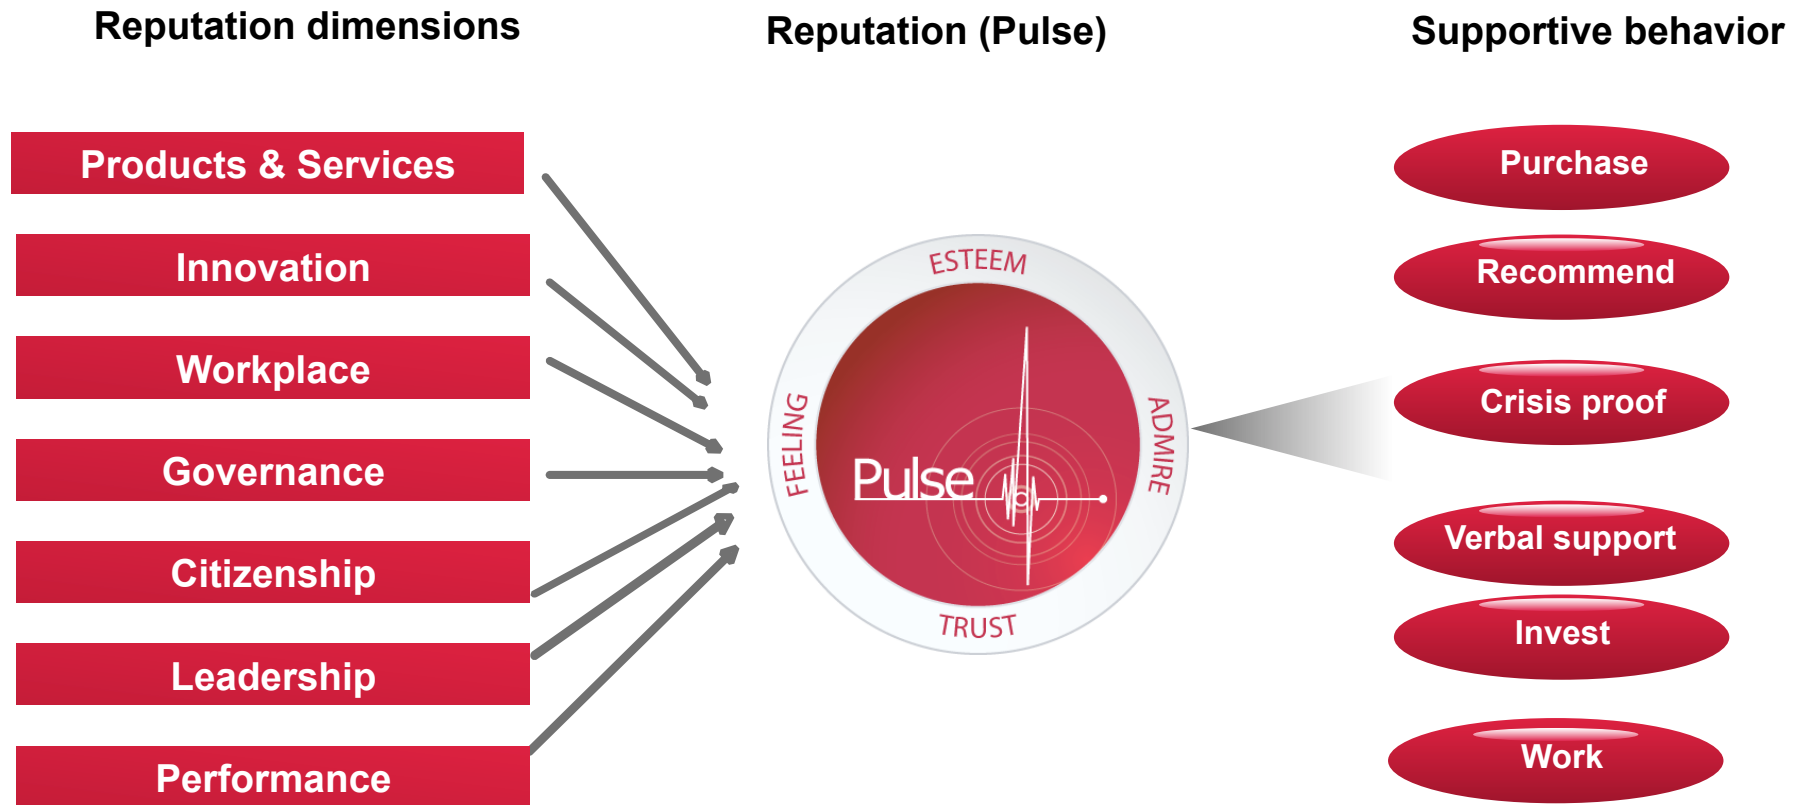 Reputation dimensions
Reputation (Pulse)
Supportive behavior
Products & Services
Innovation
Workplace
Governance
Citizenship
Leadership
Performance
ESTEEM
FEELING
ADMIRE
Pulse
TRUST
Purchase
Recommend
Crisis proof
Verbal support
Invest
Work